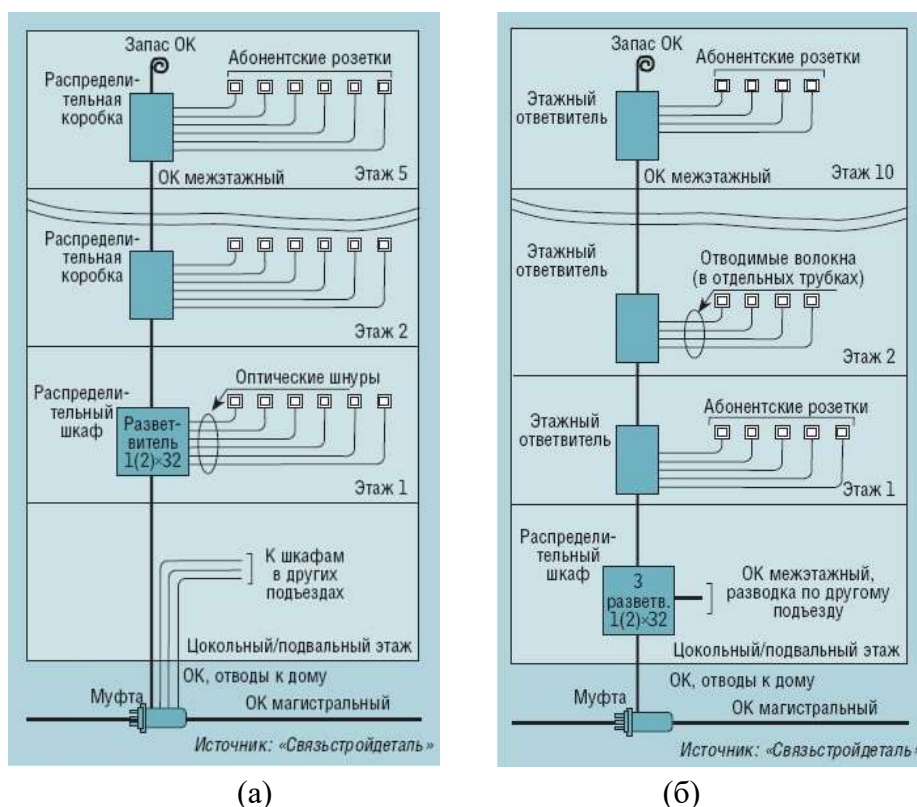 Запас ОК
Абонентские розетки
Распредели-
тельная
коробка
ОК межэтажный
Этаж 5
Распредели-
тельная
коробка
Этаж 2
Распредели-
тельный
шкаф
Оптические шнуры
Развет-
витель
1(2)×32
Этаж 1
К шкафам
в других
подъездах
Цокольный/подвальный этаж
ОК, отводы к дому
Муфта
ОК магистральный
Источник: «Связьстройдеталь»
(а)
Запас ОК
Абонентские розетки
Этажный
ответвитель
ОК межэтажный
Этаж 10
Этажный
ответвитель
Отводимые волокна
(в отдельных трубках)
Этаж 2
Этажный
ответвитель
Абонентские розетки
Этаж 1
Распредели-
тельный
шкаф
3
разветв.
1(2)×32
ОК межэтажный,
разводка по другому
подъезду
Цокольный/подвальный этаж
ОК, отводы к дому
Муфта
ОК магистральный
Источник: «Связьстройдеталь»
(б)